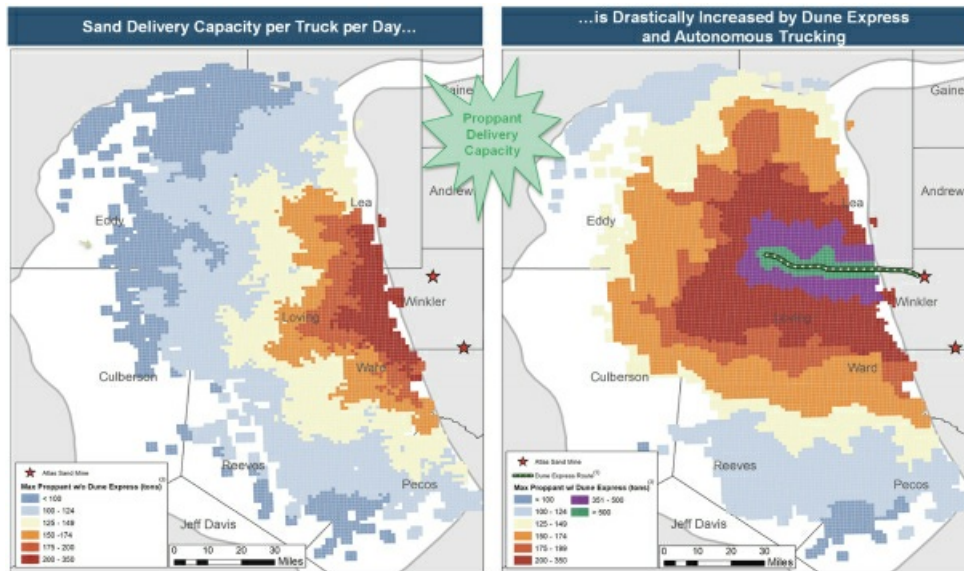 Sand Delivery Capacity per Truck per Day…
…is Drastically Increased by Dune Express
and Autonomous Trucking
Proppant
Delivery
Capacity
Eddy
Lea
Andrew
Gaine
Winkler
Loving
Ward
Culberson
Reeves
Pecos
Jeff Davis
Atlas Sand Mine
Max Proppant w/o Dune Express (tons)
< 100
100 - 124
125 - 149
150 -174
175 - 200
200 - 350
0 5 10 20 30
Miles
Gaine
Andrew
Lea
Eddy
Winkler
Loving
Ward
Culberson
Reeves
Pecos
Jeff Davis
Atlas Sand Mine
Dune Express Route
Max Proppant w/ Dune Express (tons)
< 100 351 - 500
100 - 124 > 500
125 - 149
150 - 174
175 - 199
200 - 350
0 5 10 20 30
Miles